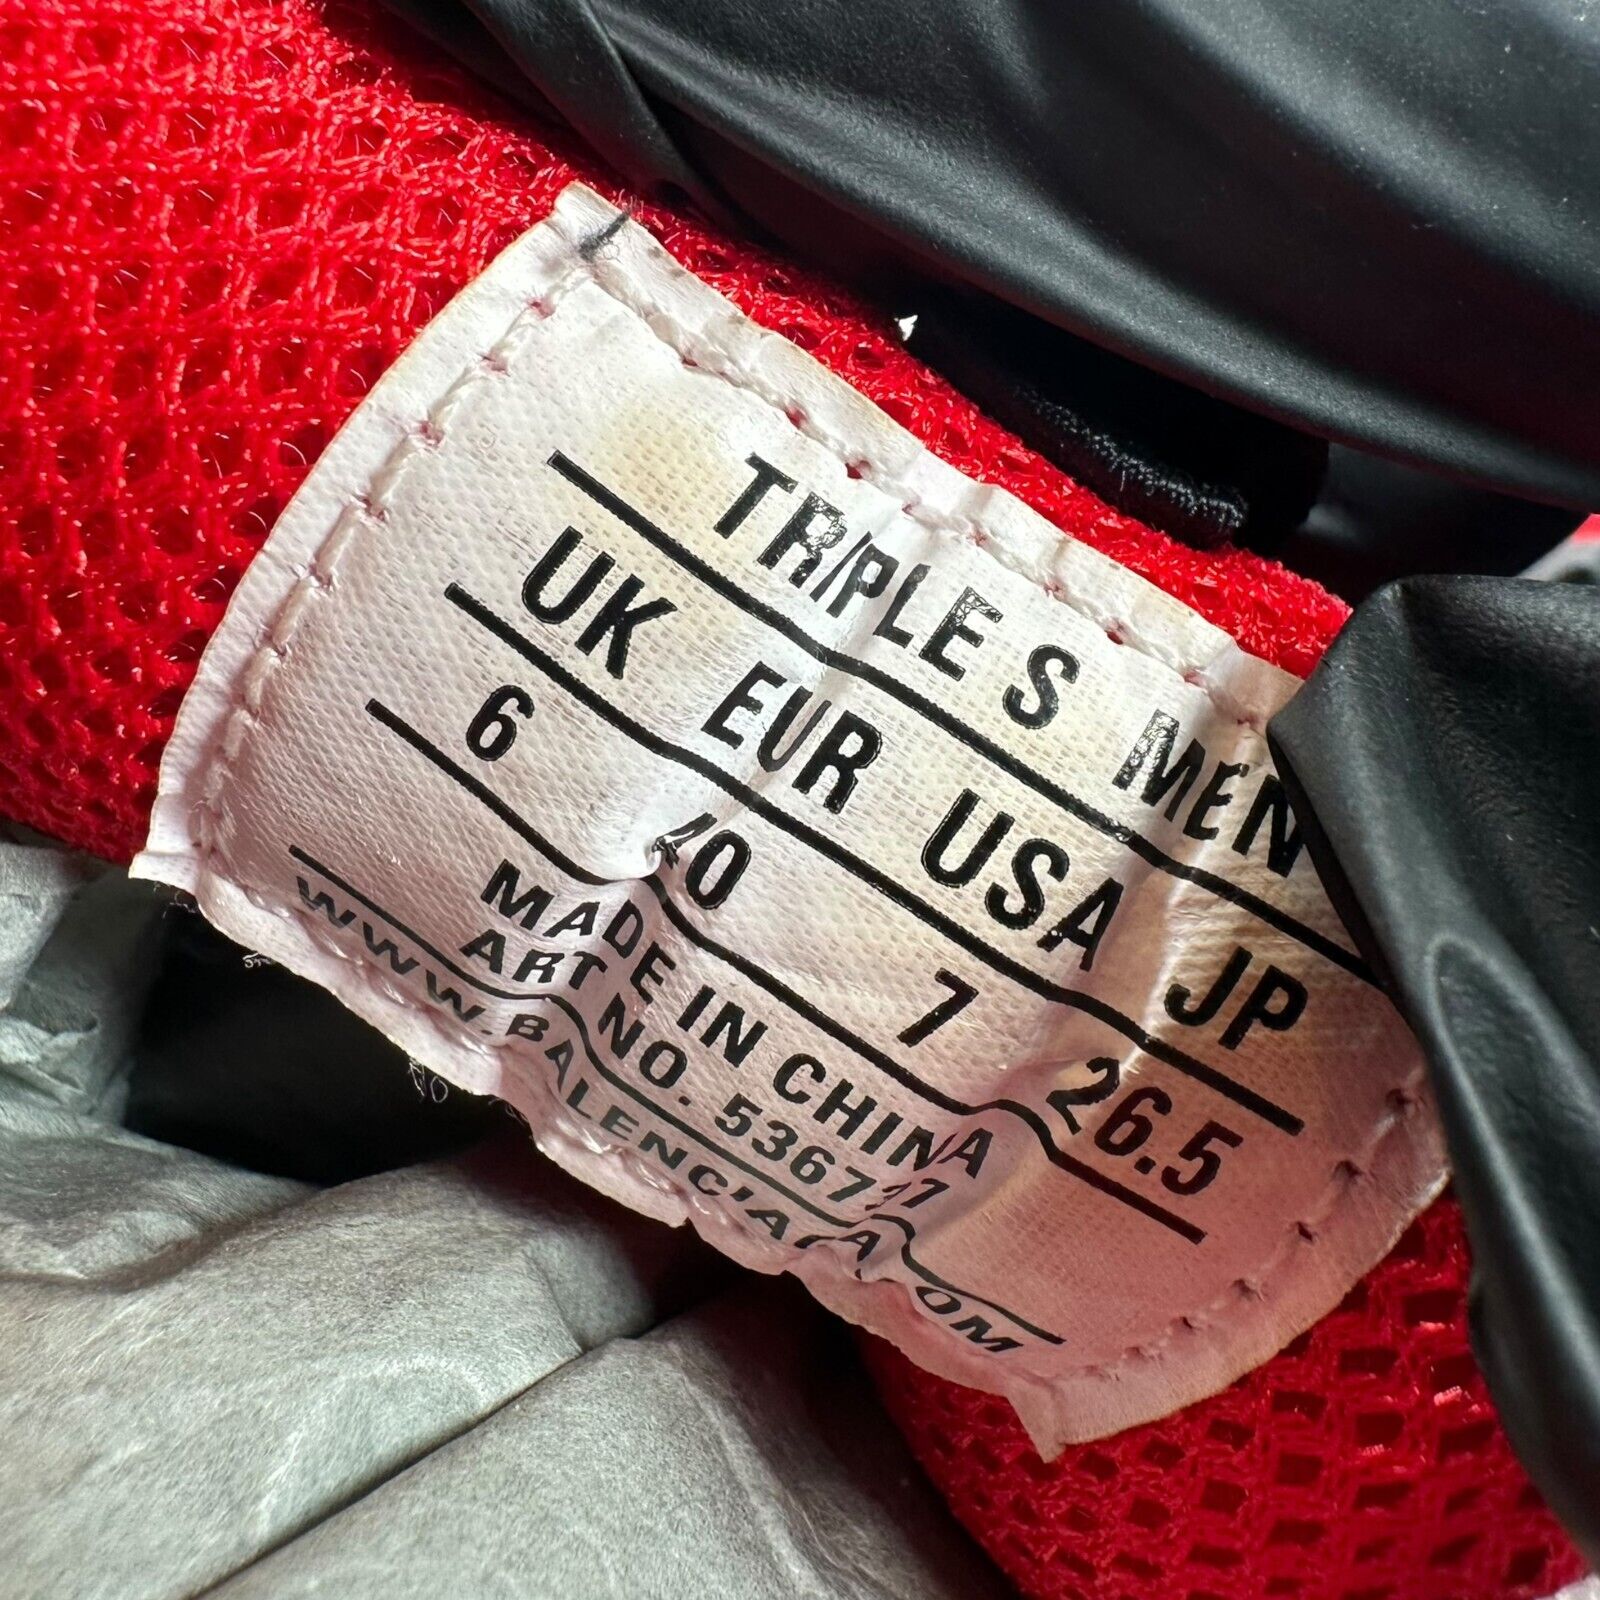 TRIPLE S MEN
UK EUR USA JP
6 40 7 26.5
MADE IN CHINA
ART NO. 536737
WWW.BALENCIAGA.COM